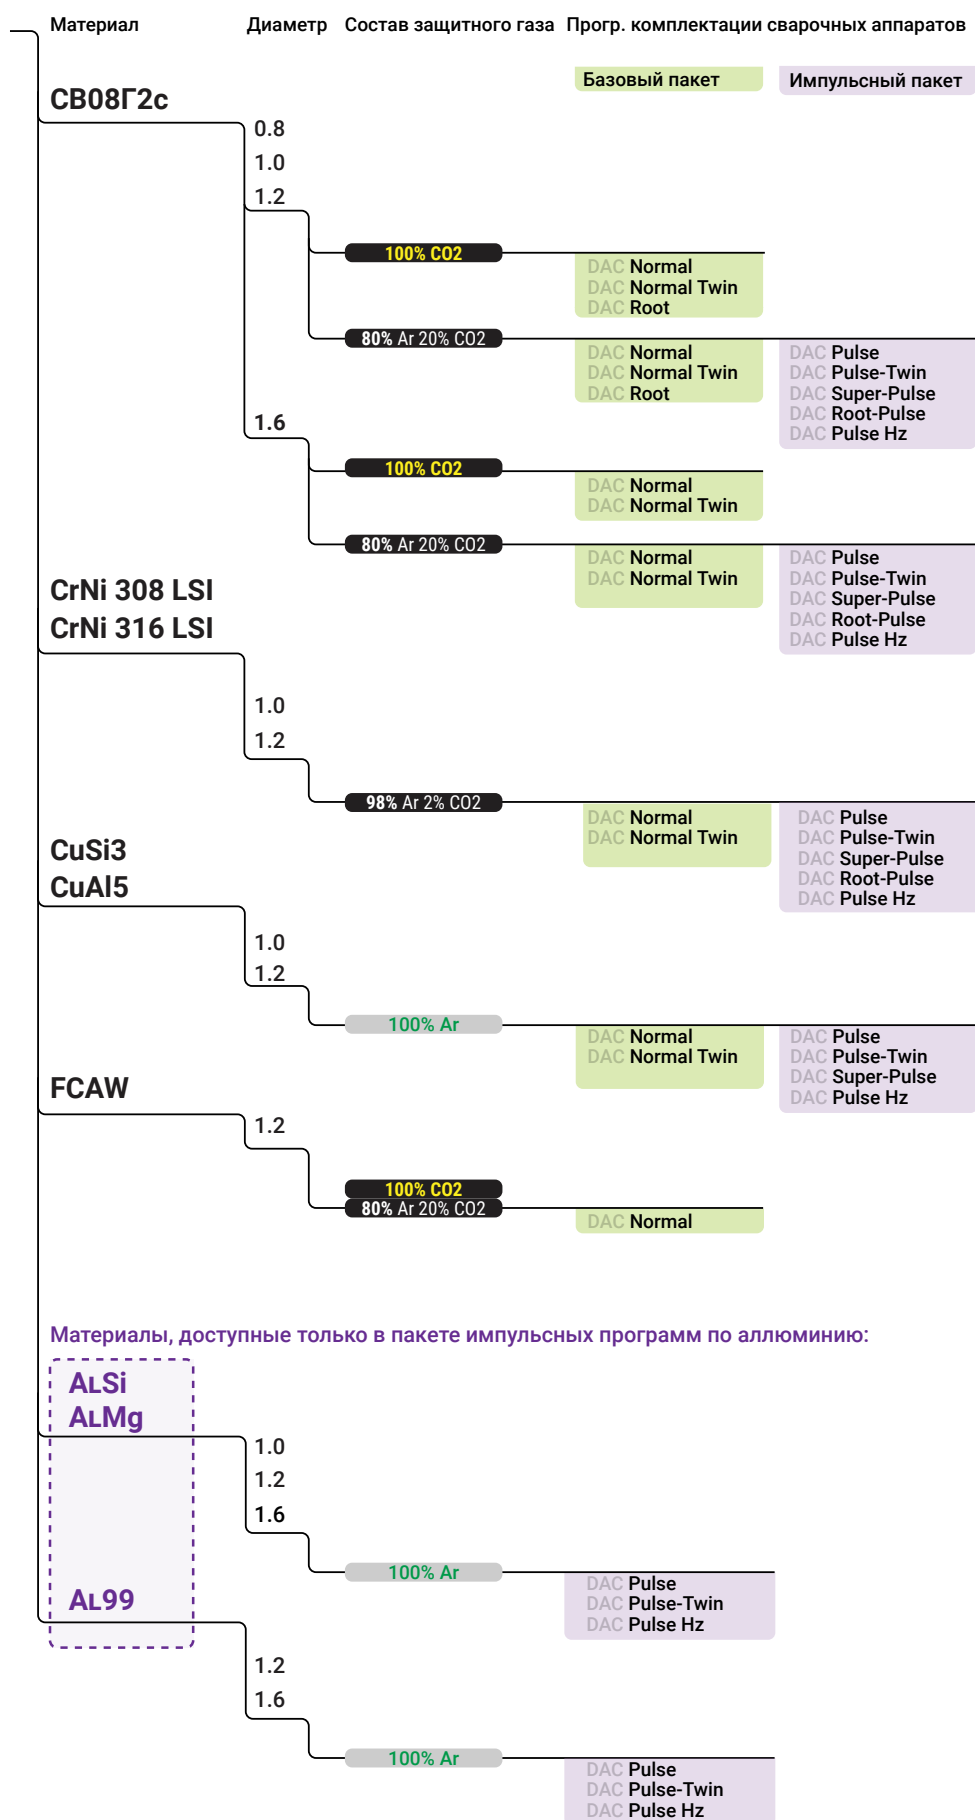 Материал Диаметр Состав защитного газа Прогр. комплектации сварочных аппаратов
Базовый пакет Импульсный пакет
СВ08Г2с
0.8
1.0
1.2
100% CO2
DAC Normal
DAC Normal Twin
DAC Root
80% Ar 20% CO2
DAC Normal DAC Pulse
DAC Normal Twin DAC Pulse-Twin
DAC Root DAC Super-Pulse
DAC Root-Pulse
DAC Pulse Hz
1.6
100% CO2
DAC Normal
DAC Normal Twin
80% Ar 20% CO2
DAC Normal DAC Pulse
DAC Normal Twin DAC Pulse-Twin
DAC Super-Pulse
DAC Root-Pulse
DAC Pulse Hz
CrNi 308 LSI
CrNi 316 LSI
1.0
1.2
98% Ar 2% CO2
DAC Normal DAC Pulse
DAC Normal Twin DAC Pulse-Twin
DAC Super-Pulse
DAC Root-Pulse
DAC Pulse Hz
CuSi3
CuAl5
1.0
1.2
100% Ar
DAC Normal DAC Pulse
DAC Normal Twin DAC Pulse-Twin
DAC Super-Pulse
DAC Pulse Hz
FCAW
1.2
100% CO2
80% Ar 20% CO2
DAC Normal
Материалы, доступные только в пакете импульсных программ по аллюминию:
ALSi
ALMg
1.0
1.2
1.6
100% Ar
DAC Pulse
DAC Pulse-Twin
DAC Pulse Hz
AL99
1.2
1.6
100% Ar
DAC Pulse
DAC Pulse-Twin
DAC Pulse Hz